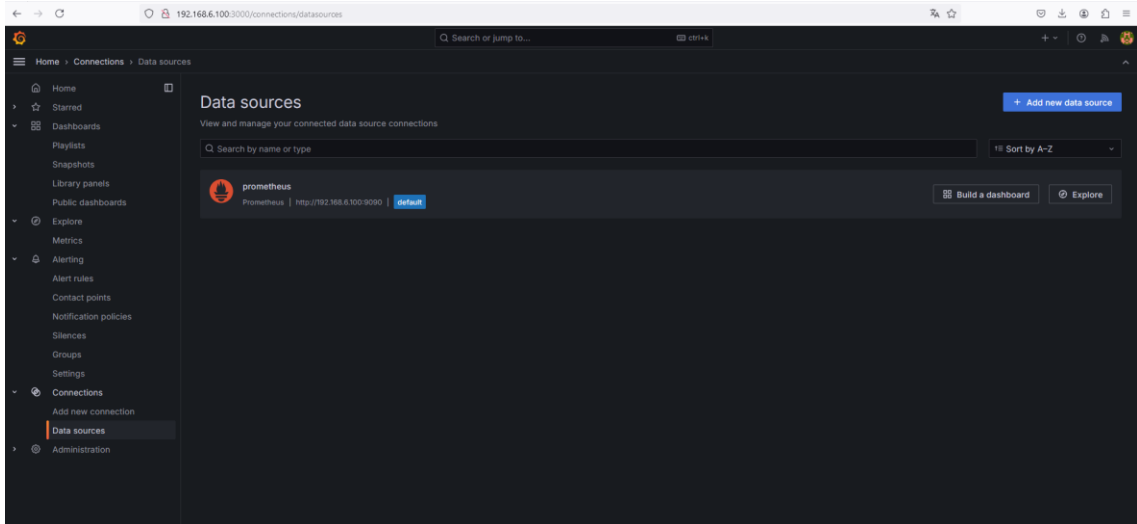 192.168.6.100:3000/connections/datasources
Search or jump to...
ctrl+k
Home › Connections › Data sources
Home
Starred
Dashboards
Playlists
Snapshots
Library panels
Public dashboards
Explore
Metrics
Alerting
Alert rules
Contact points
Notification policies
Silences
Groups
Settings
Connections
Add new connection
Data sources
Administration
Data sources
+ Add new data source
View and manage your connected data source connections
Search by name or type
Sort by A–Z
prometheus
Prometheus | http://192.168.6.100:9090 | default
Build a dashboard
Explore